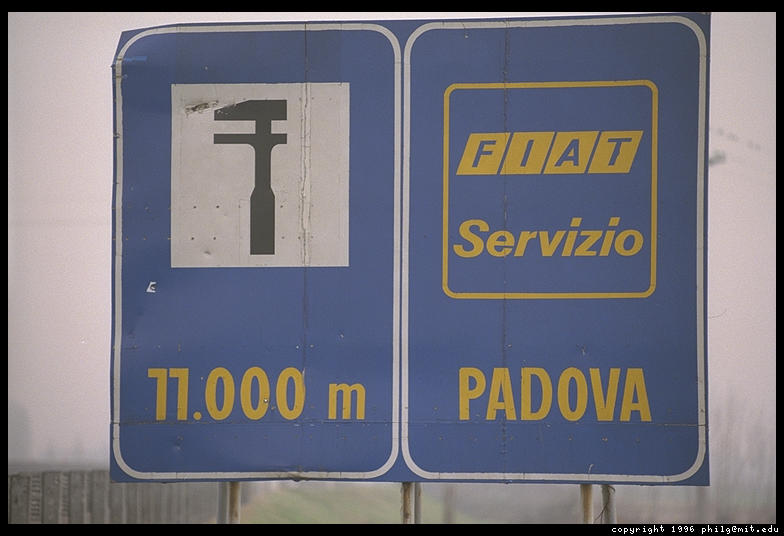 FIAT
Servizio
11.000 m
PADOVA
copyright 1996 philg@mit.edu